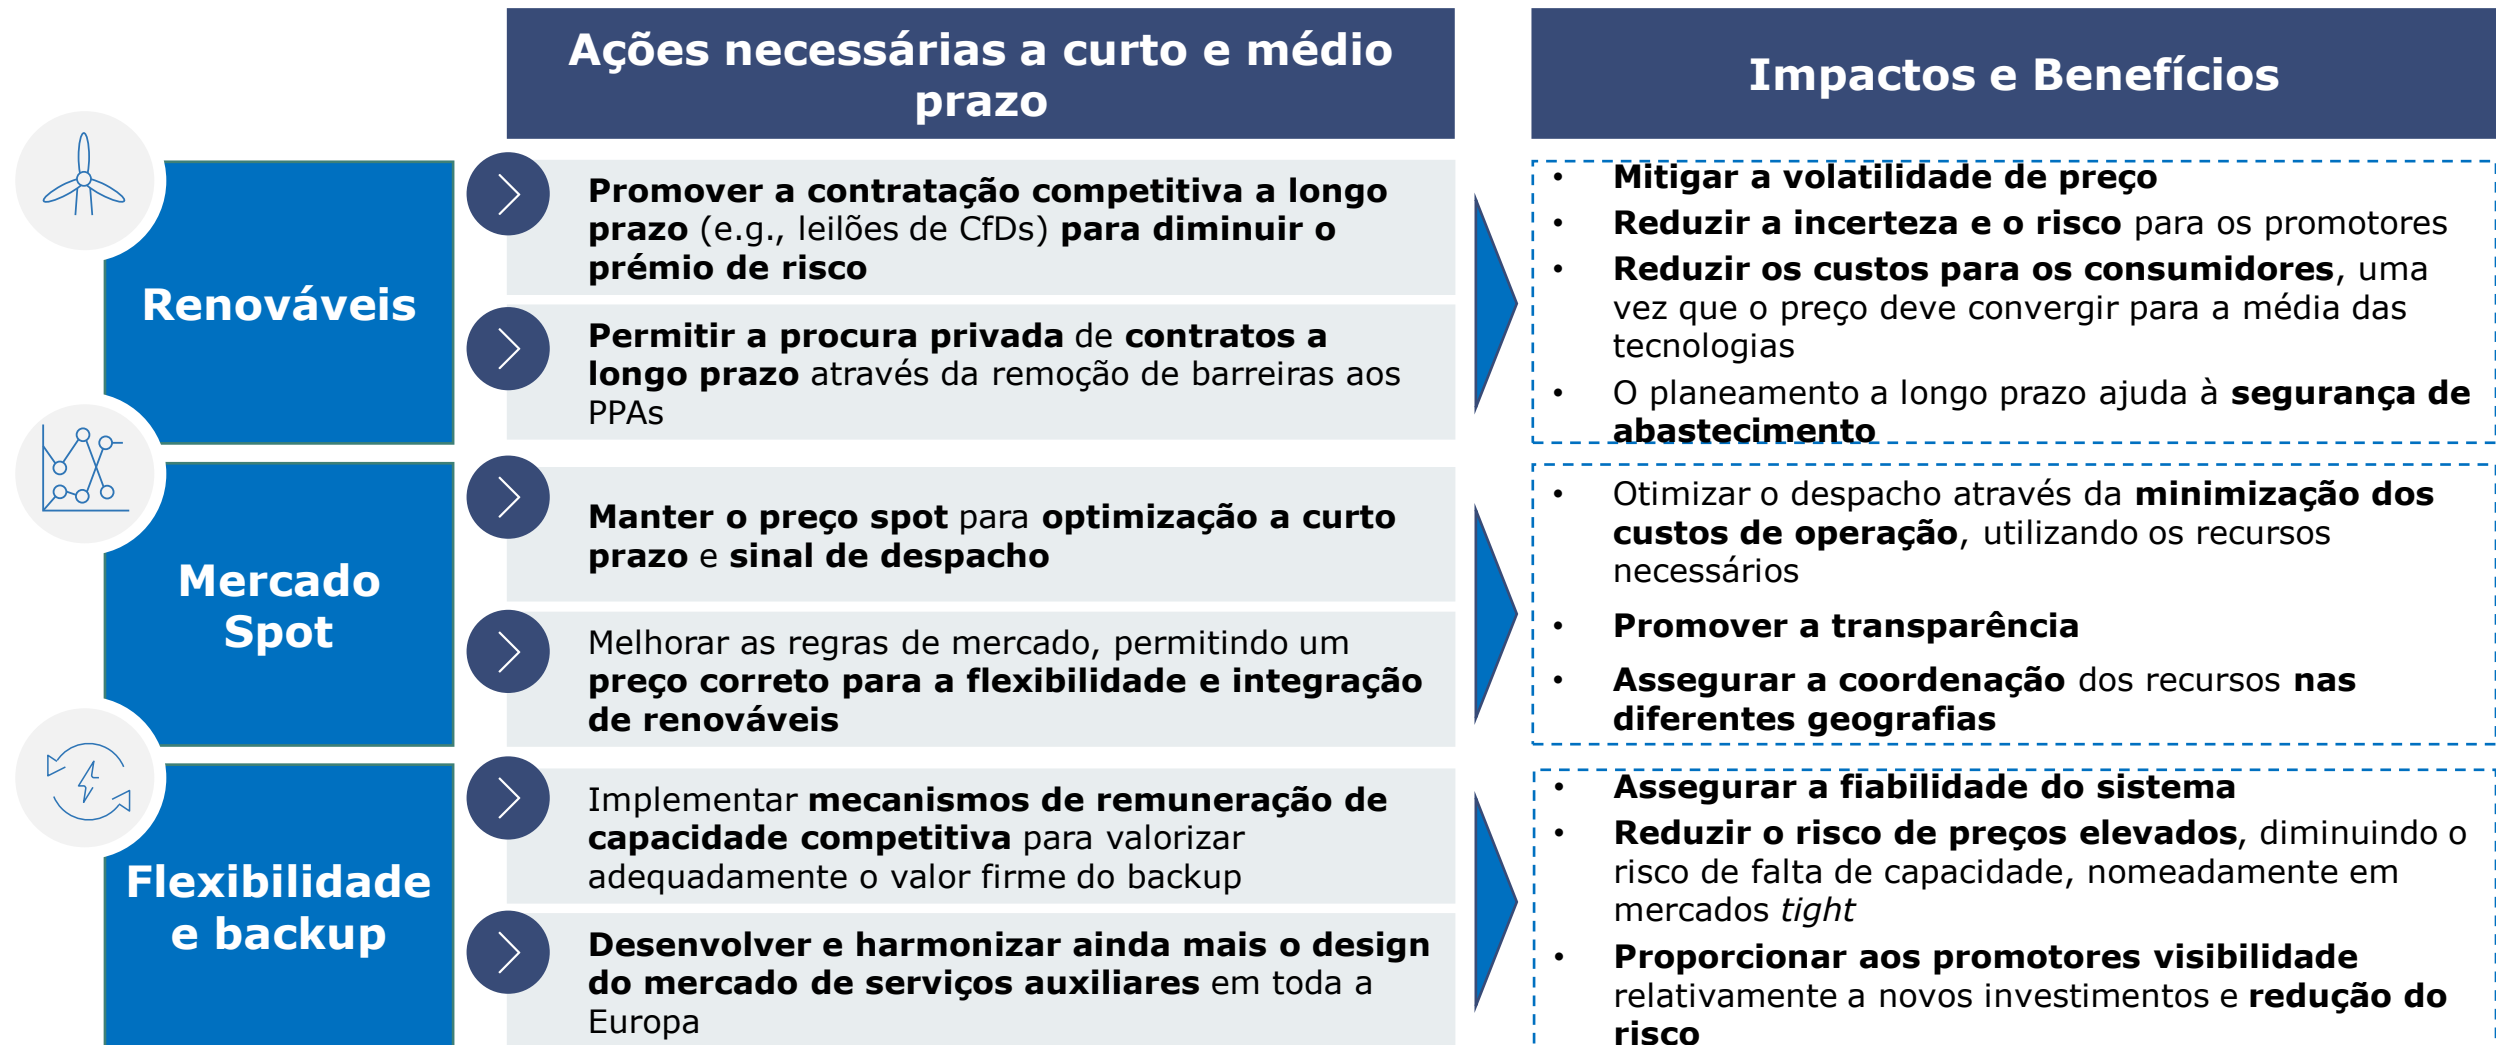 Ações necessárias a curto e médio
prazo
Impactos e Benefícios
Renováveis
Promover a contratação competitiva a longo
prazo (e.g., leilões de CfDs) para diminuir o
prémio de risco
Permitir a procura privada de contratos a
longo prazo através da remoção de barreiras aos
PPAs
• Mitigar a volatilidade de preço
• Reduzir a incerteza e o risco para os promotores
• Reduzir os custos para os consumidores, uma
vez que o preço deve convergir para a média das
tecnologias
• O planeamento a longo prazo ajuda à segurança de
abastecimento
Mercado
Spot
Manter o preço spot para optimização a curto
prazo e sinal de despacho
Melhorar as regras de mercado, permitindo um
preço correto para a flexibilidade e integração
de renováveis
• Otimizar o despacho através da minimização dos
custos de operação, utilizando os recursos
necessários
• Promover a transparência
• Assegurar a coordenação dos recursos nas
diferentes geografias
Flexibilidade
e backup
Implementar mecanismos de remuneração de
capacidade competitiva para valorizar
adequadamente o valor firme do backup
Desenvolver e harmonizar ainda mais o design
do mercado de serviços auxiliares em toda a
Europa
• Assegurar a fiabilidade do sistema
• Reduzir o risco de preços elevados, diminuindo o
risco de falta de capacidade, nomeadamente em
mercados tight
• Proporcionar aos promotores visibilidade
relativamente a novos investimentos e redução do
risco